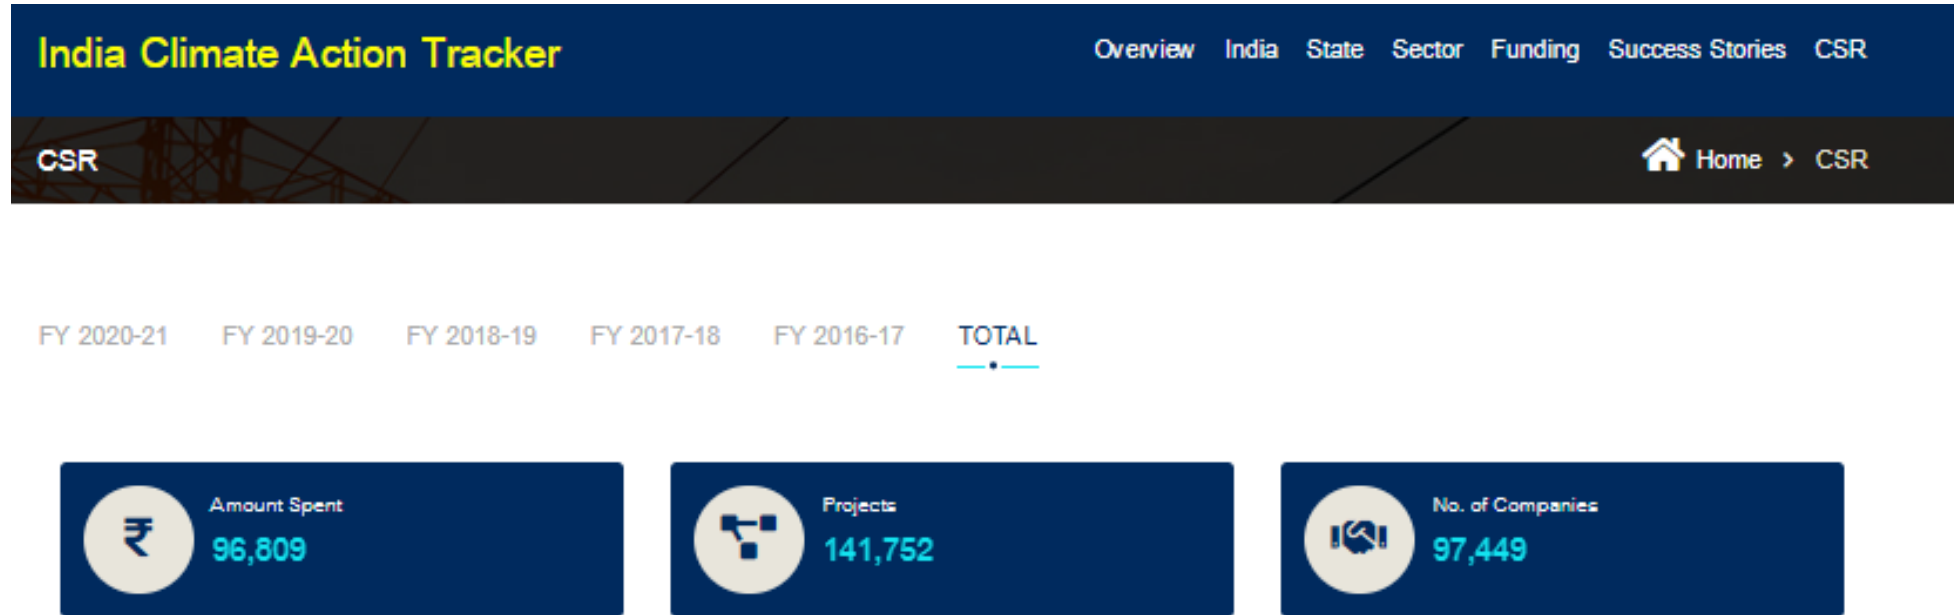 India Climate Action Tracker
Overview India State Sector Funding Success Stories CSR
CSR
Home > CSR
FY 2020-21 FY 2019-20 FY 2018-19 FY 2017-18 FY 2016-17 TOTAL
₹
Amount Spent
96,809
Projects
141,752
No. of Companies
97,449